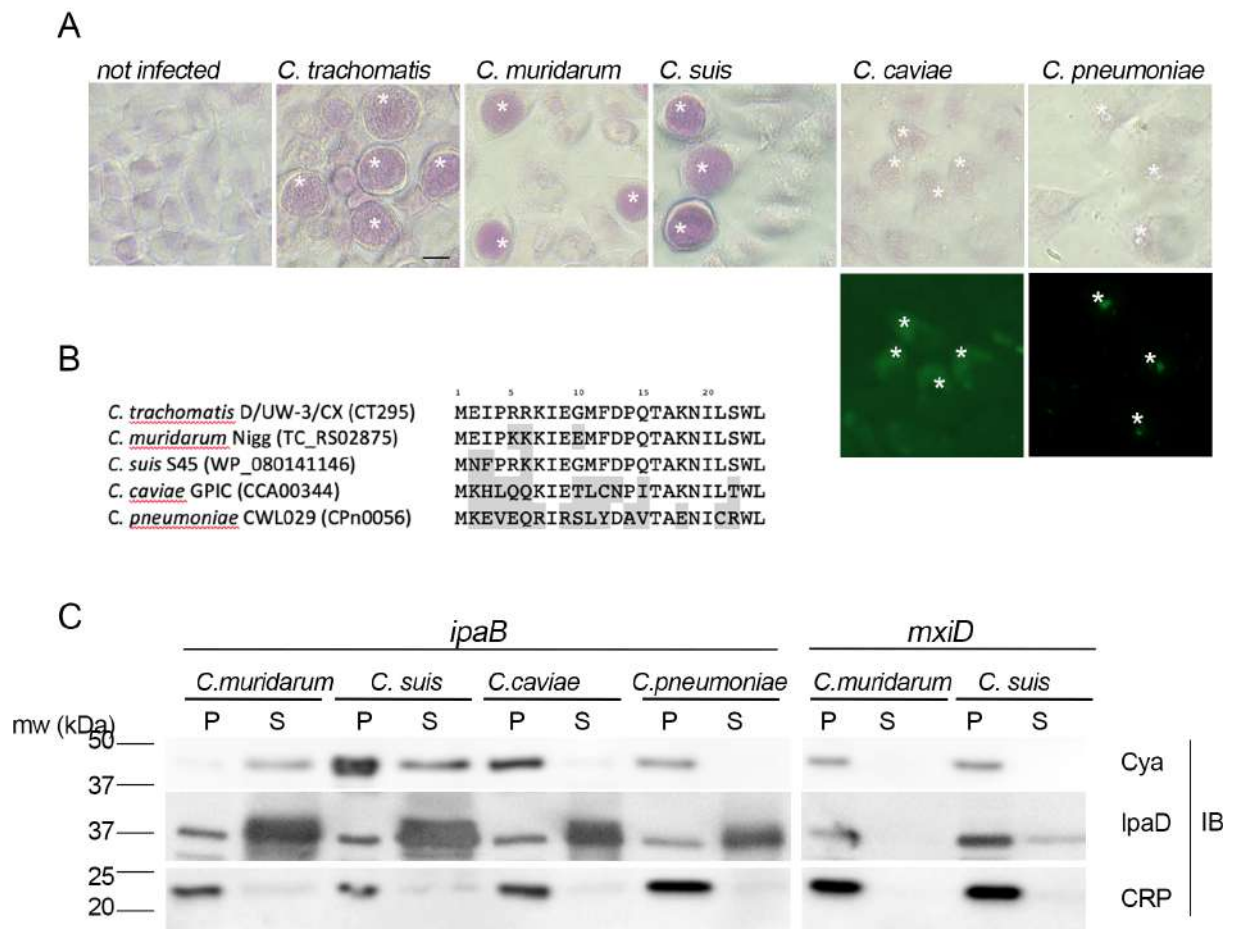 A
not infected C. trachomatis C. muridarum C. suis C. caviae C. pneumoniae
* * * * * * * * * * * * * * * * *
* * * * * * *
B
1 5 10 15 20
C. trachomatis D/UW-3/CX (CT295) MEIPRRKIEGMFDPQTAKNILSWL
C. muridarum Nigg (TC_RS02875) MEIPKKKIEEMFDPQTAKNILSWL
C. suis S45 (WP_080141146) MNFPRKKIEGMFDPQTAKNILSWL
C. caviae GPIC (CCA00344) MKHLQQKIETLCNPITAKNILTWL
C. pneumoniae CWL029 (CPn0056) MKEVEQRIRSLYDAVTAENICRWL
C
ipaB mxiD
C.muridarum C. suis C.caviae C.pneumoniae C.muridarum C. suis
mw (kDa) P S P S P S P S P S P S
50
37
Cya
37
IpaD
IB
25
20
CRP